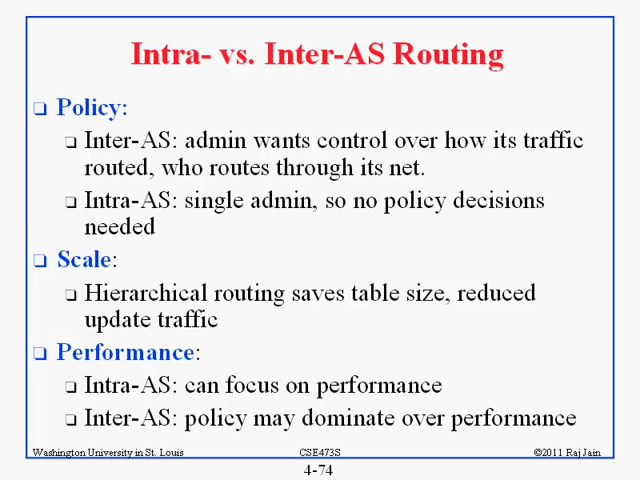 Intra- vs. Inter-AS Routing
Policy:
Inter-AS: admin wants control over how its traffic
routed, who routes through its net.
Intra-AS: single admin, so no policy decisions
needed
Scale:
Hierarchical routing saves table size, reduced
update traffic
Performance:
Intra-AS: can focus on performance
Inter-AS: policy may dominate over performance
Washington University in St. Louis CSE473S ©2011 Raj Jain
4-74